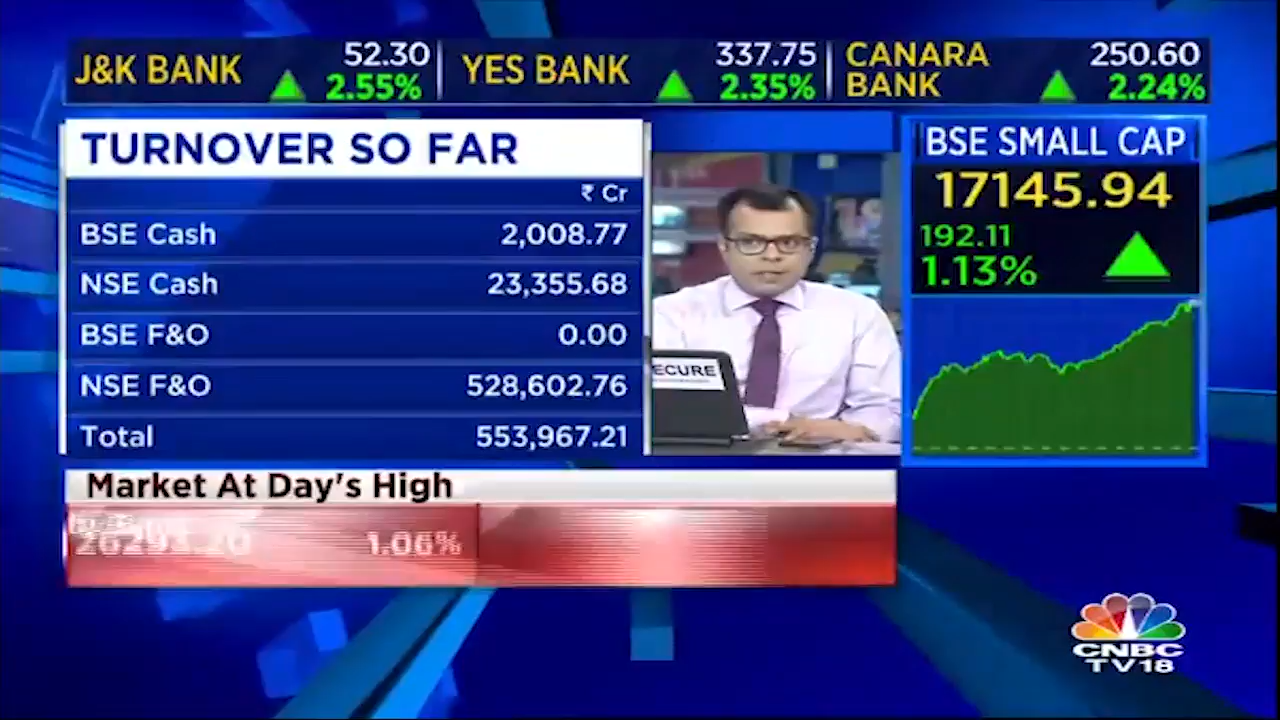 J&K BANK 52.30 2.55%
YES BANK 337.75 2.35%
CANARA BANK 250.60 2.24%
TURNOVER SO FAR
₹ Cr
BSE Cash 2,008.77
NSE Cash 23,355.68
BSE F&O 0.00
NSE F&O 528,602.76
Total 553,967.21
ECURE
BSE SMALL CAP
17145.94
192.11
1.13%
Market At Day's High
1.06%
CNBC
TV18